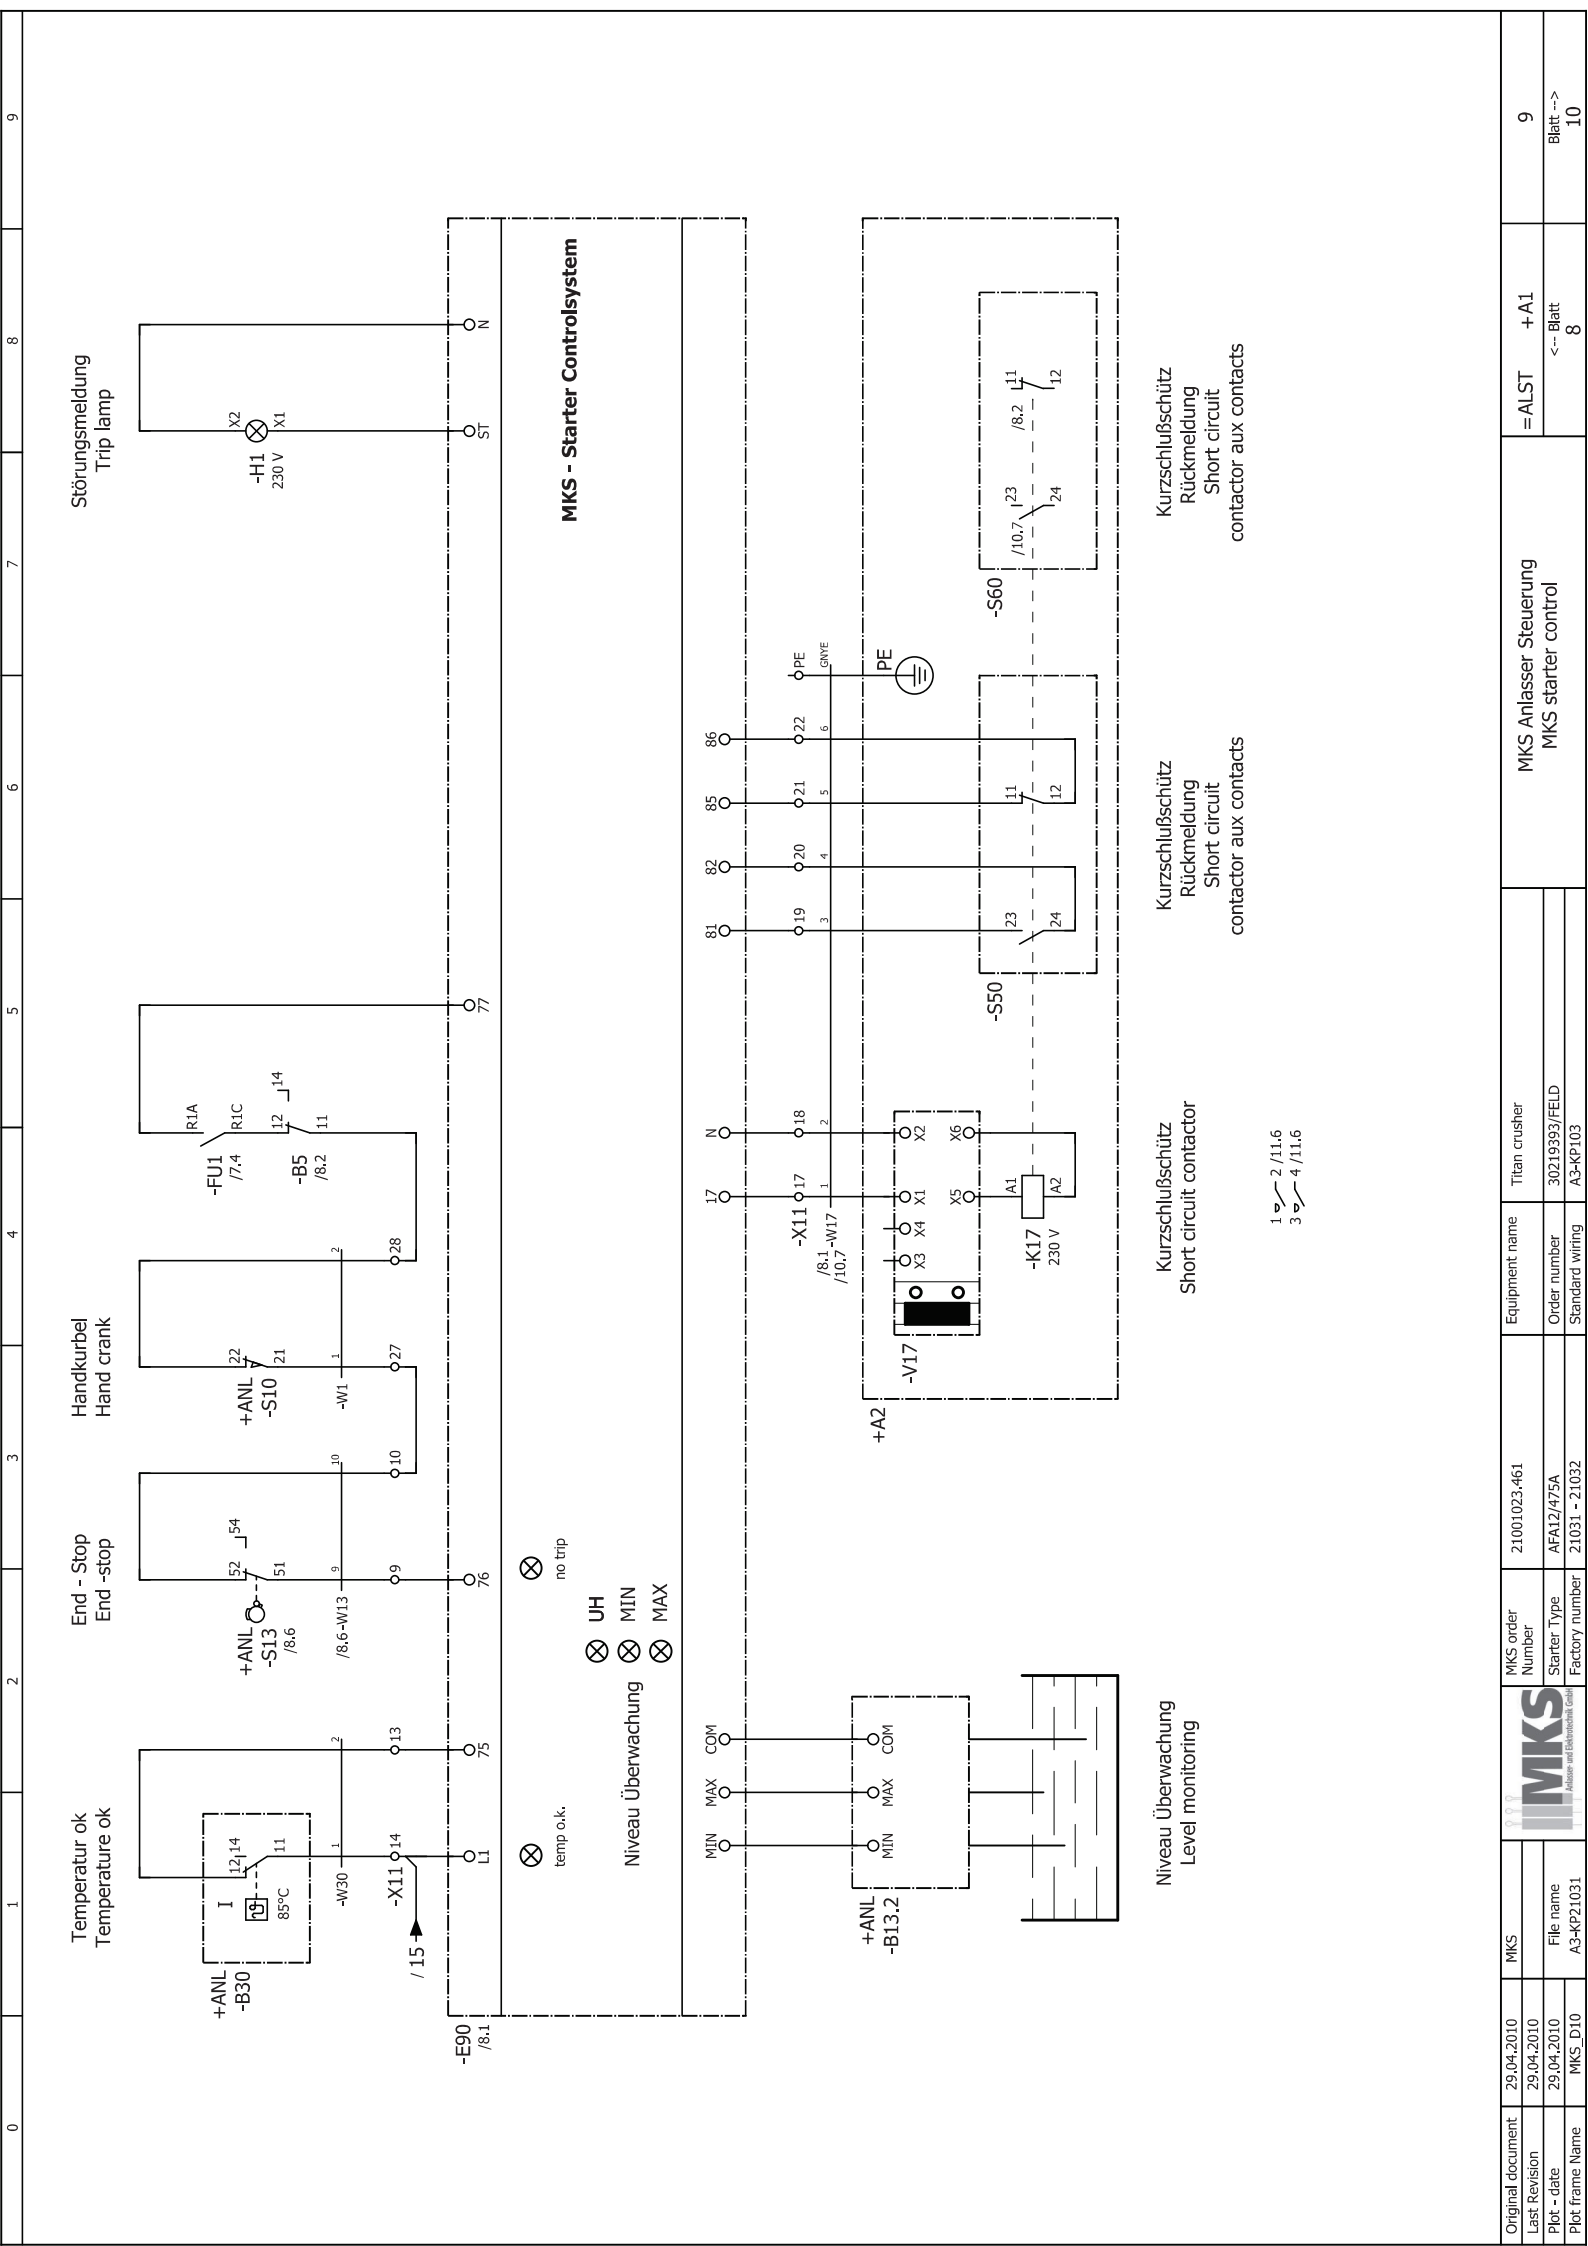 0 1 2 3 4 5 6 7 8 9
Temperatur ok
Temperature ok
End - Stop
End -stop
Handkurbel
Hand crank
Störungsmeldung
Trip lamp
+ANL
-B30
I
85°C
12 14
11
-W30
1 2
-X11
14 13
/ 15
+ANL
-S13
/8.6
52 54
51
/8.6 -W13
9 10
9 10
+ANL
-S10
22
21
-W1
1 2
27 28
-FU1
/7.4
R1A
R1C
-B5
/8.2
12 14
11
-H1
230 V
X2
X1
-E90
/8.1
L1 75 76 77 ST N
temp o.k.
no trip
MKS - Starter Controlsystem
Niveau Überwachung
UH
MIN
MAX
MIN MAX COM 17 N 81 82 85 86
-X11
17 18 19 20 21 22 PE
/8.1 -W17
/10.7
1 2 3 4 5 6 GNYE
+ANL
-B13.2
MIN MAX COM
+A2
PE
-V17
X3 X4 X1 X2
X5 X6
-K17
230 V
A1
A2
-S50
23
24
11
12
-S60
/10.7
23
24
/8.2
11
12
Niveau Überwachung
Level monitoring
Kurzschlußschütz
Short circuit contactor
Kurzschlußschütz
Rückmeldung
Short circuit
contactor aux contacts
Kurzschlußschütz
Rückmeldung
Short circuit
contactor aux contacts
1 2 /11.6
3 4 /11.6
Original document 29.04.2010 MKS
Last Revision 29.04.2010
Plot - date 29.04.2010 File name
Plot frame Name MKS_D10 A3-KP21031
MKS
Anlasser- und Elektrotechnik GmbH
MKS order
Number
21001023.461
Starter Type AFA12/475A
Factory number 21031 - 21032
Equipment name Titan crusher
Order number 30219393/FELD
Standard wiring A3-KP103
MKS Anlasser Steuerung
MKS starter control
=ALST +A1
<-- Blatt
8
9
Blatt -->
10